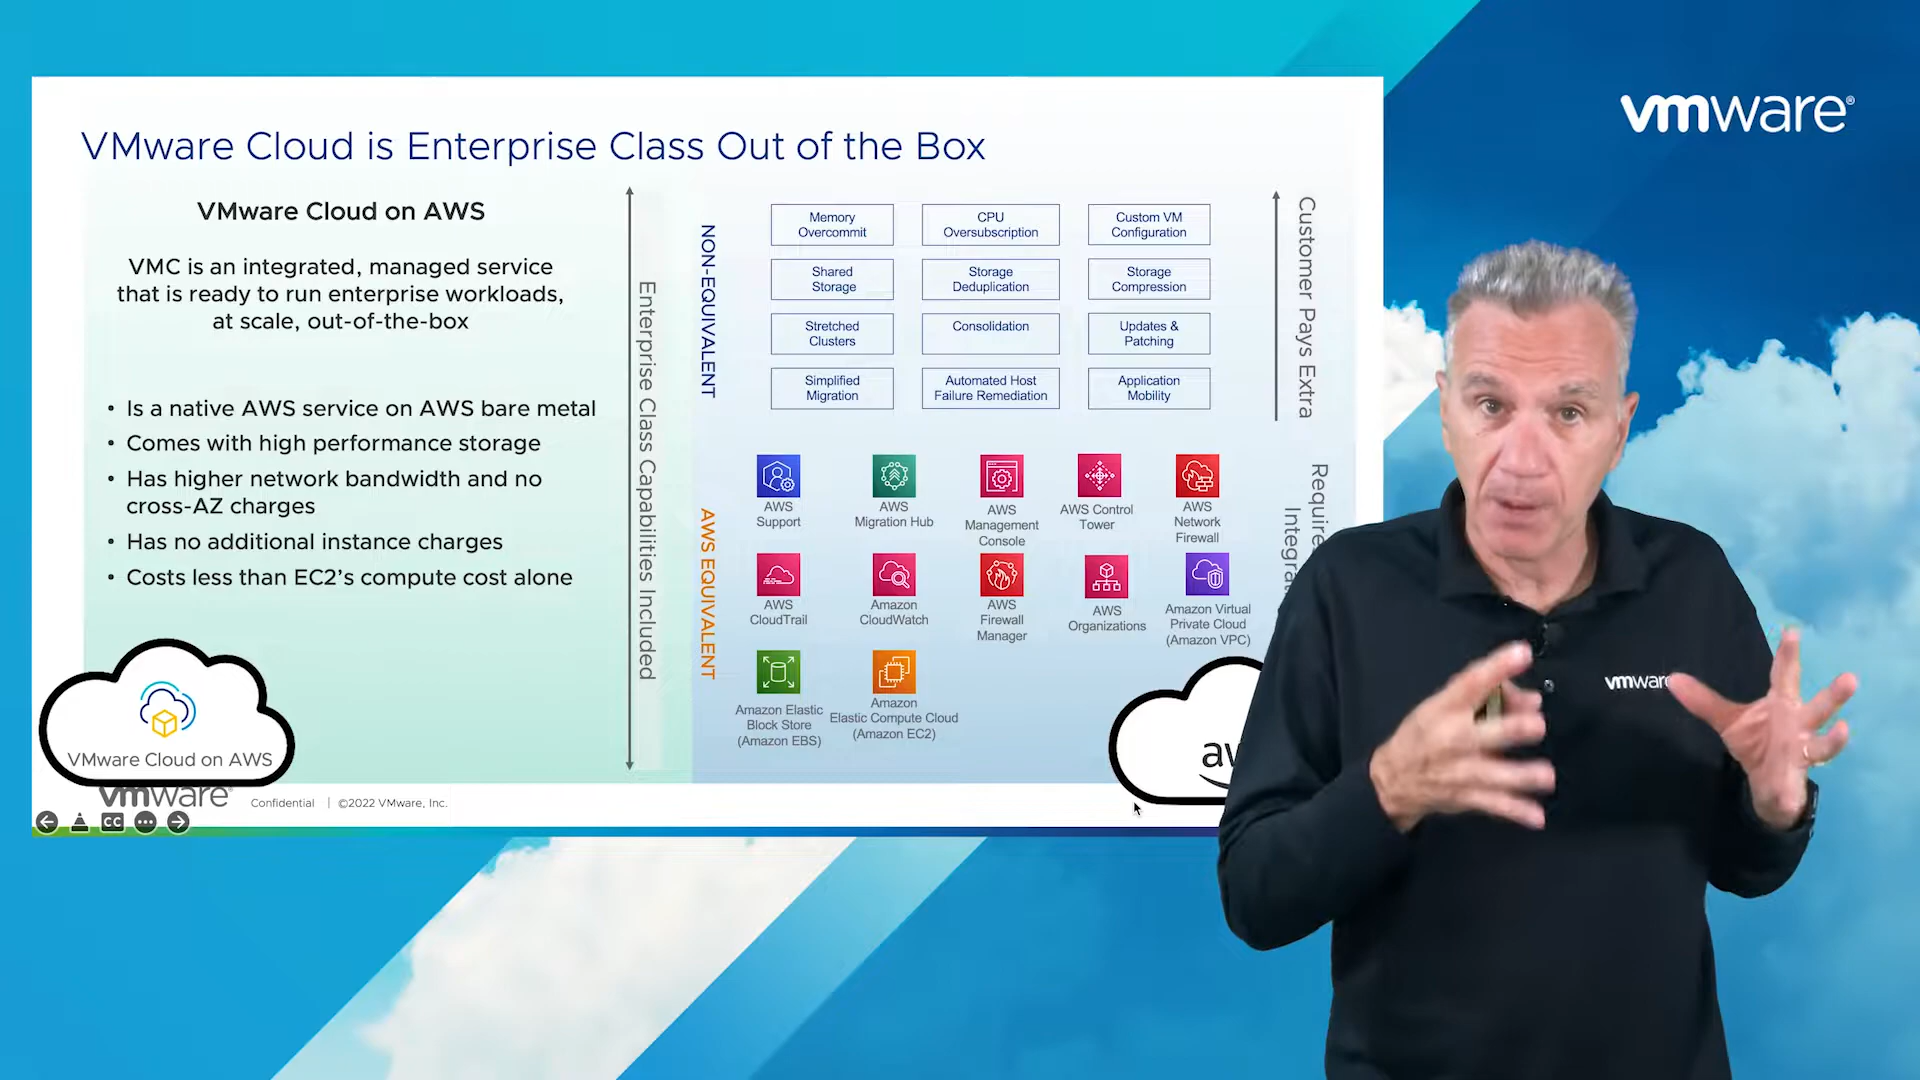 vmware®
VMware Cloud is Enterprise Class Out of the Box
VMware Cloud on AWS
VMC is an integrated, managed service
that is ready to run enterprise workloads,
at scale, out-of-the-box
• Is a native AWS service on AWS bare metal
• Comes with high performance storage
• Has higher network bandwidth and no
cross-AZ charges
• Has no additional instance charges
• Costs less than EC2's compute cost alone
VMware Cloud on AWS
Enterprise Class Capabilities Included
NON-EQUIVALENT
Memory
Overcommit
CPU
Oversubscription
Custom VM
Configuration
Shared
Storage
Storage
Deduplication
Storage
Compression
Stretched
Clusters
Consolidation
Updates &
Patching
Simplified
Migration
Automated Host
Failure Remediation
Application
Mobility
Customer Pays Extra
AWS EQUIVALENT
AWS
Support
AWS
Migration Hub
AWS
Management
Console
AWS Control
Tower
AWS
Network
Firewall
AWS
CloudTrail
Amazon
CloudWatch
AWS
Firewall
Manager
AWS
Organizations
Amazon Virtual
Private Cloud
(Amazon VPC)
Amazon Elastic
Block Store
(Amazon EBS)
Amazon
Elastic Compute Cloud
(Amazon EC2)
vmware®
Confidential | ©2022 VMware, Inc.
CC
vmware